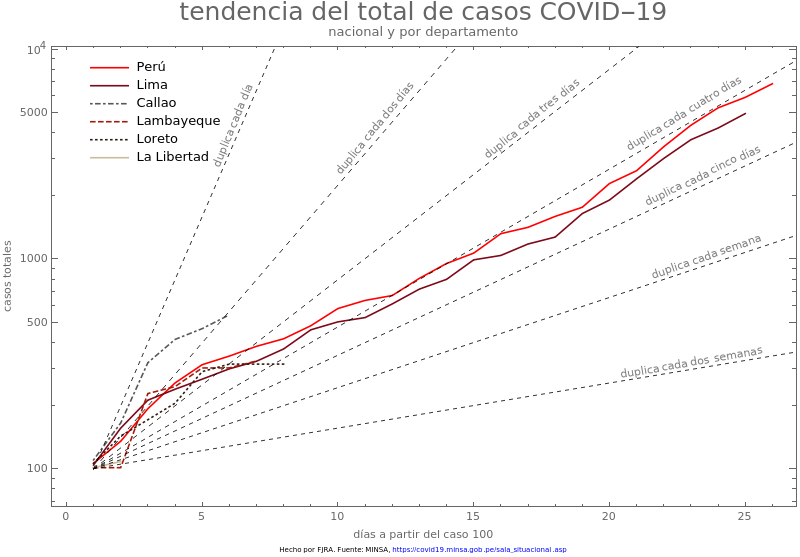 tendencia del total de casos COVID−19
nacional y por departamento
10⁴
5000
1000
500
100
casos totales
Perú
Lima
Callao
Lambayeque
Loreto
La Libertad
duplica cada día
duplica cada dos días
duplica cada tres días
duplica cada cuatro días
duplica cada cinco días
duplica cada semana
duplica cada dos semanas
0 5 10 15 20 25
días a partir del caso 100
Hecho por FJRA. Fuente: MINSA, https://covid19.minsa.gob.pe/sala_situacional.asp